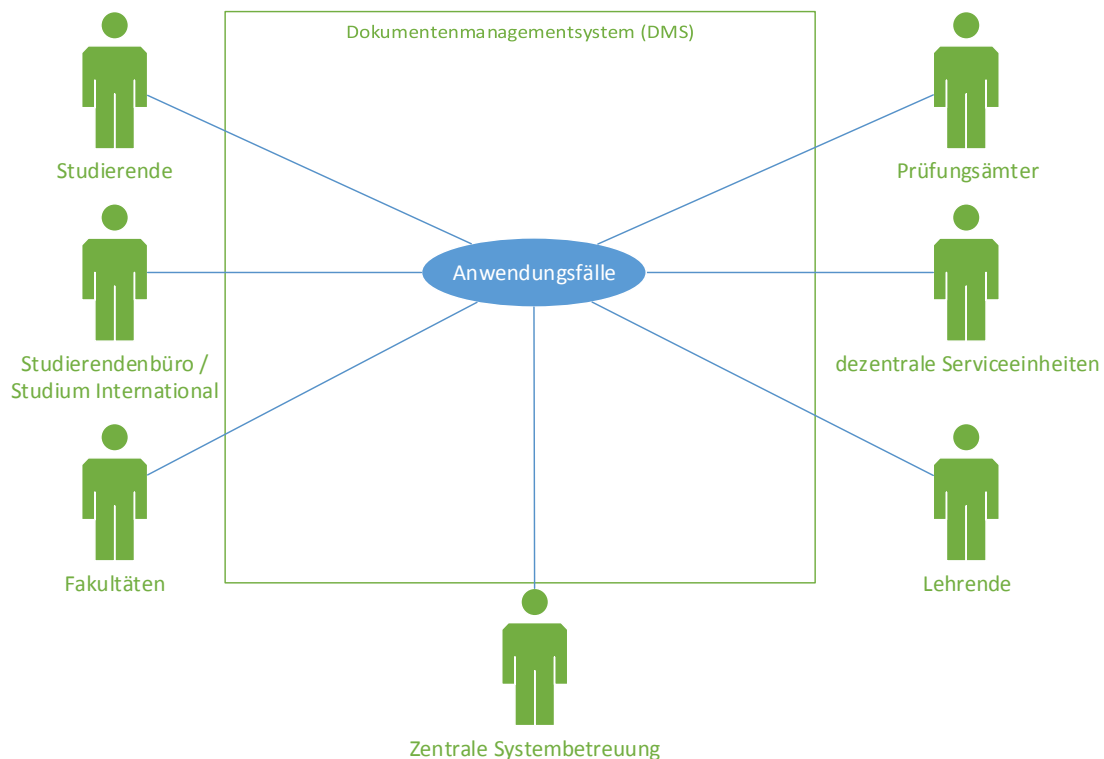 Dokumentenmanagementsystem (DMS)
Studierende
Prüfungsämter
Anwendungsfälle
Studierendenbüro /
Studium International
dezentrale Serviceeinheiten
Fakultäten
Lehrende
Zentrale Systembetreuung